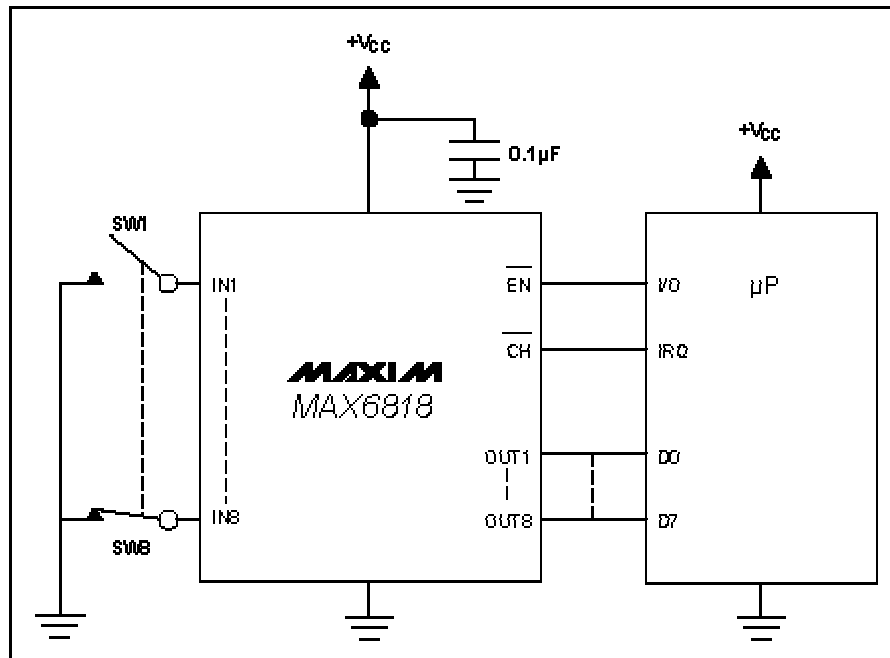 +Vcc
0.1µF
+Vcc
SW1
IN1
EN
I/O
µP
CH
IRQ
MAXIM
MAX6818
OUT1
D0
IN8
OUT8
D7
SW8